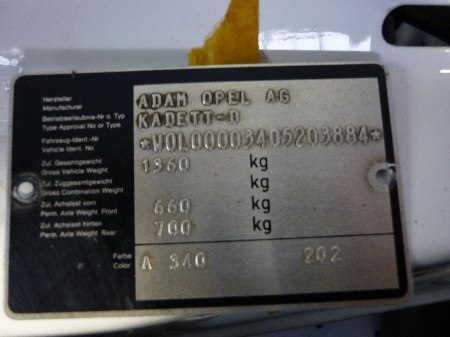 Hersteller
Manufacturer
ADAM OPEL AG
Betriebserlaubnis-Nr o. Typ
Type Approval No or Type
KADETT-D
Fahrzeug-Ident.-Nr
Vehicle Ident. No
*W0L00003405203884*
Zul. Gesamtgewicht
Gross Vehicle Weight
1360 kg
Zul. Zuggesamtgewicht
Gross Combination Weight
kg
Zul. Achslast vorn
Perm. Axle Weight Front
660 kg
Zul. Achslast hinten
Perm. Axle Weight Rear
700 kg
Farbe
Color
A 340 202